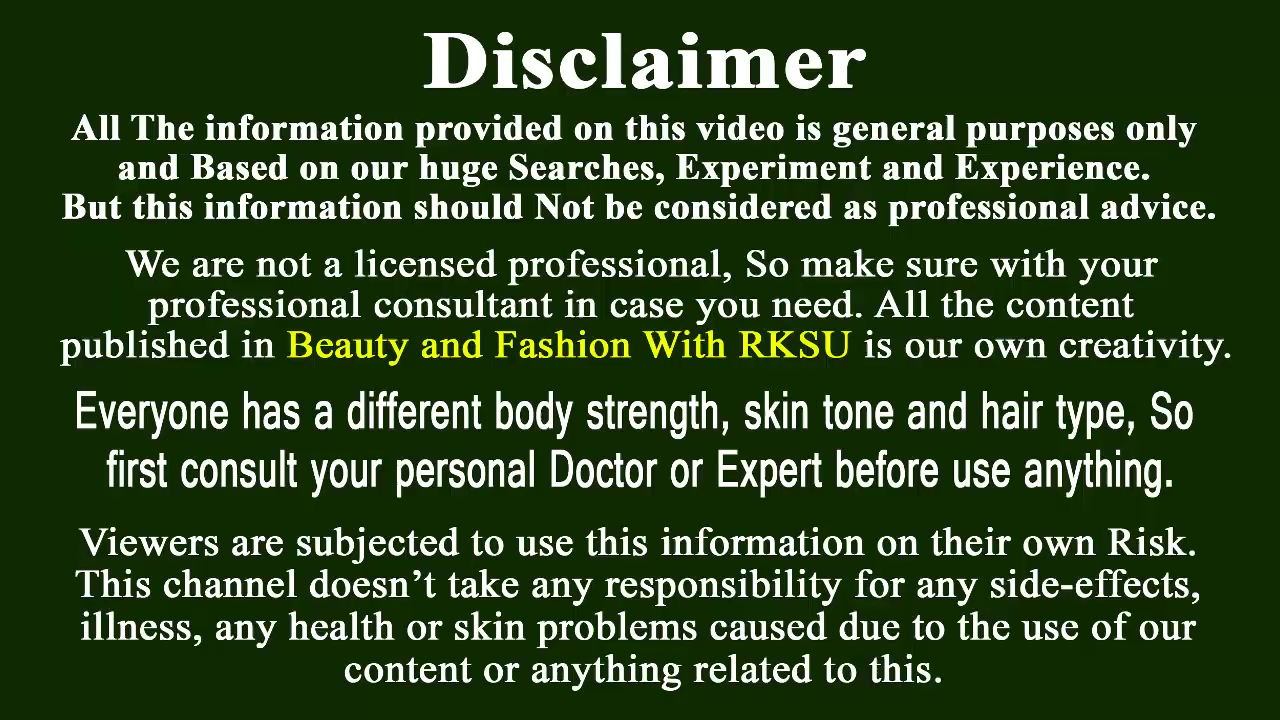 Disclaimer
All The information provided on this video is general purposes only
and Based on our huge Searches, Experiment and Experience.
But this information should Not be considered as professional advice.
We are not a licensed professional, So make sure with your
professional consultant in case you need. All the content
published in Beauty and Fashion With RKSU is our own creativity.
Everyone has a different body strength, skin tone and hair type, So
first consult your personal Doctor or Expert before use anything.
Viewers are subjected to use this information on their own Risk.
This channel doesn’t take any responsibility for any side-effects,
illness, any health or skin problems caused due to the use of our
content or anything related to this.